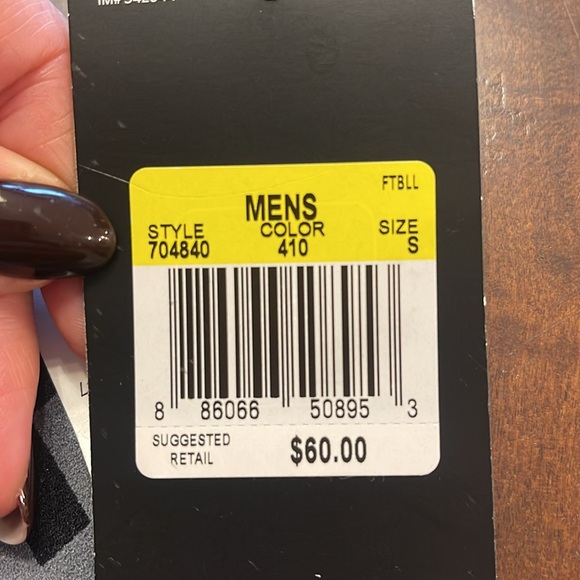 FTBLL
MENS
STYLE COLOR SIZE
704840 410 S
8 86066 50895 3
SUGGESTED
RETAIL $60.00